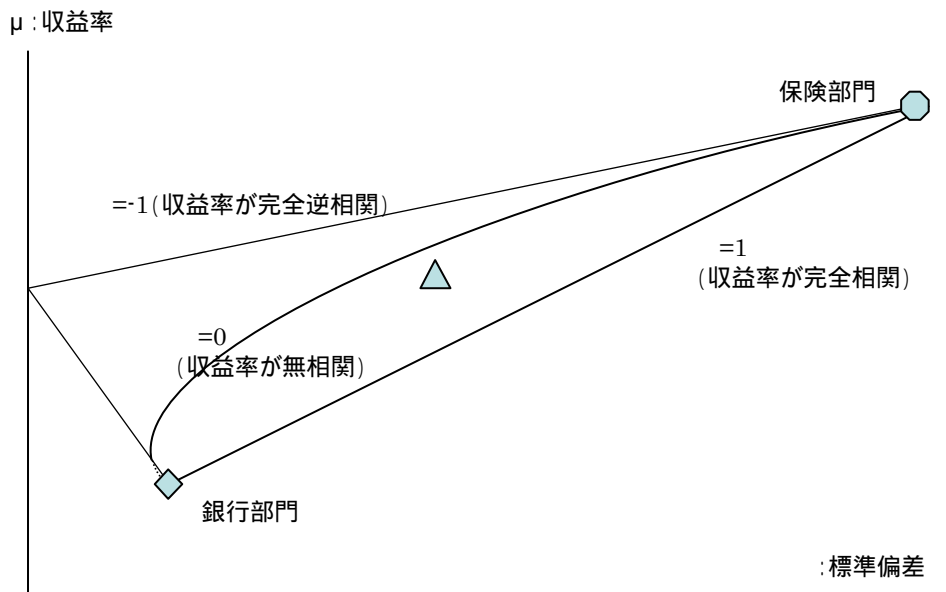 μ:収益率
保険部門
=-1(収益率が完全逆相関)
=1
(収益率が完全相関)
=0
(収益率が無相関)
銀行部門
:標準偏差